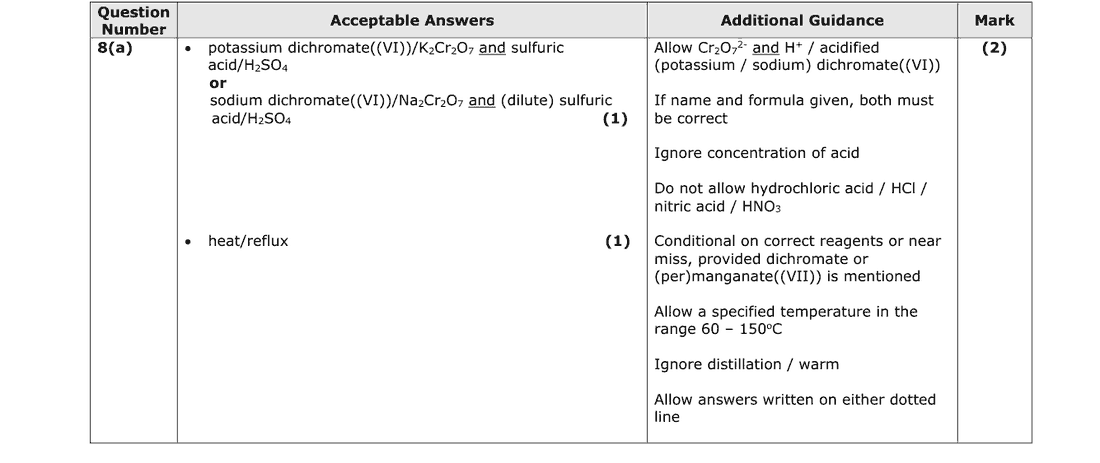 Question Number
Acceptable Answers
Additional Guidance
Mark
8(a)
• potassium dichromate((VI))/K₂Cr₂O₇ and sulfuric
acid/H₂SO₄
or
sodium dichromate((VI))/Na₂Cr₂O₇ and (dilute) sulfuric
acid/H₂SO₄ (1)
Allow Cr₂O₇²⁻ and H⁺ / acidified
(potassium / sodium) dichromate((VI))
If name and formula given, both must
be correct
Ignore concentration of acid
Do not allow hydrochloric acid / HCl /
nitric acid / HNO₃
(2)
• heat/reflux (1)
Conditional on correct reagents or near
miss, provided dichromate or
(per)manganate((VII)) is mentioned
Allow a specified temperature in the
range 60 – 150°C
Ignore distillation / warm
Allow answers written on either dotted
line